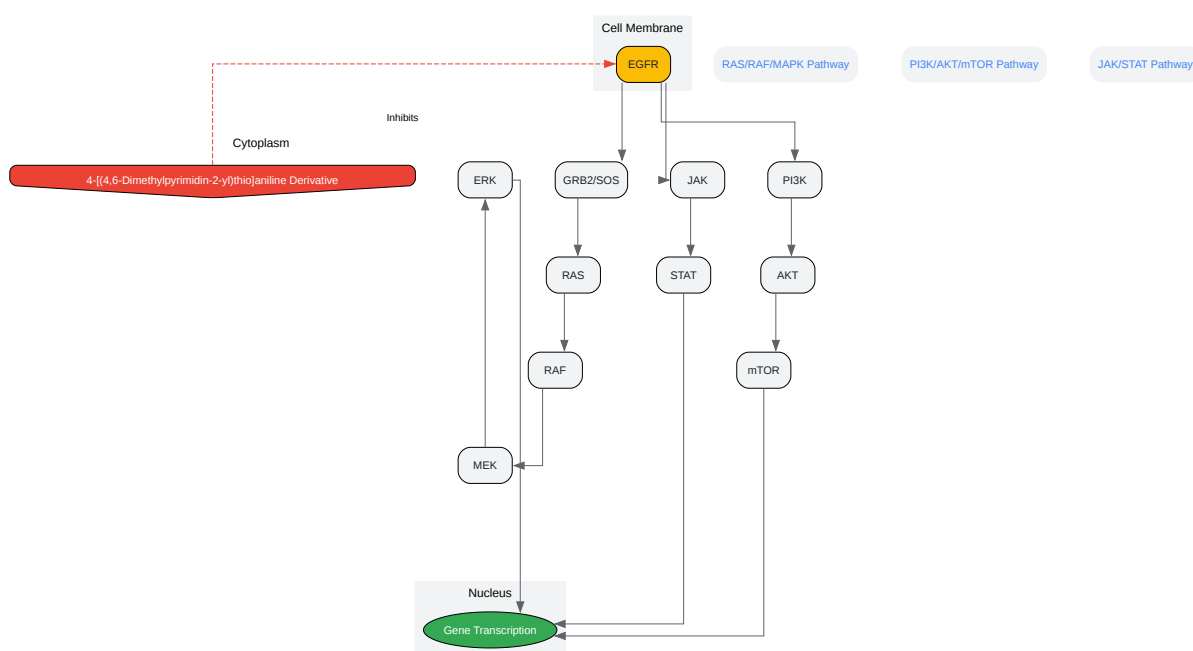 Cell Membrane
EGFR
RAS/RAF/MAPK Pathway
PI3K/AKT/mTOR Pathway
JAK/STAT Pathway
Inhibits
Cytoplasm
4-[(4,6-Dimethylpyrimidin-2-yl)thio]aniline Derivative
ERK
GRB2/SOS
JAK
PI3K
RAS
STAT
AKT
RAF
mTOR
MEK
Nucleus
Gene Transcription